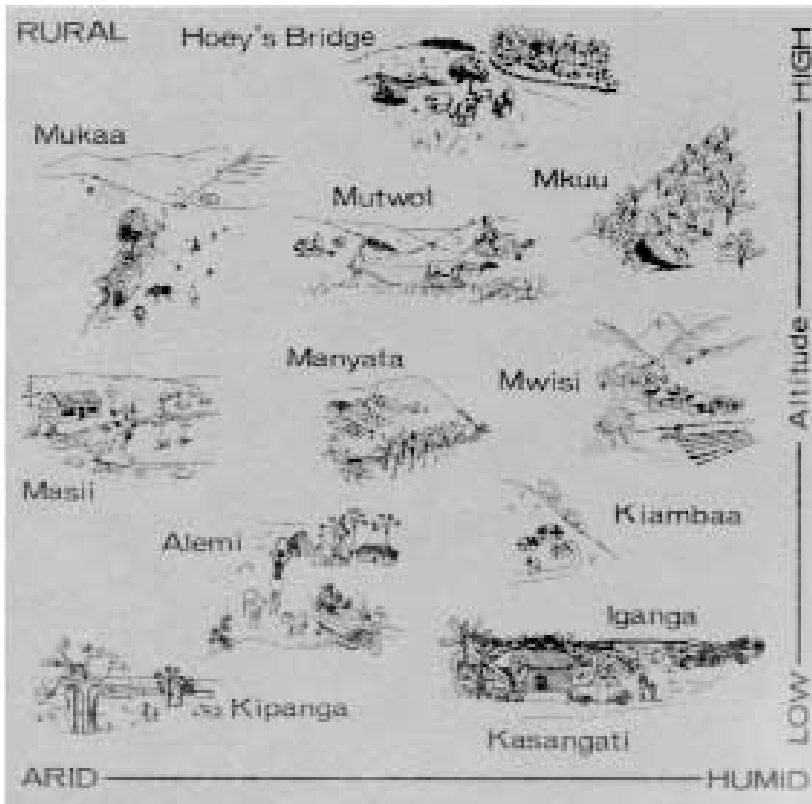 RURAL
Hoey's Bridge
HIGH
Mukaa
Mkuu
Mutwot
Altitude
Manyata
Mwisi
Masii
Kiambaa
Alemi
Iganga
Kipanga
LOW
Kasangati
ARID
HUMID